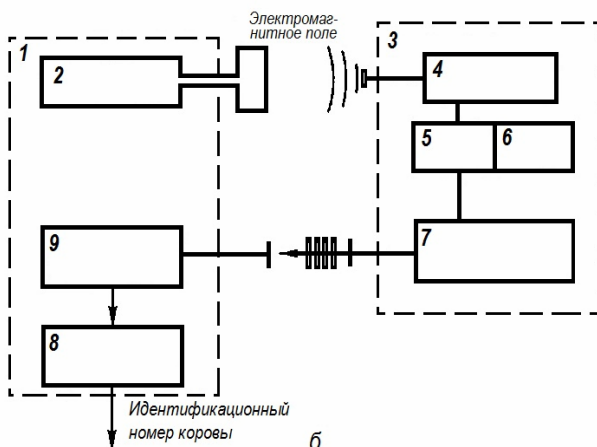 Электромаг-
нитное поле
1
2
3
4
5
6
7
9
8
Идентификационный
номер коровы
б